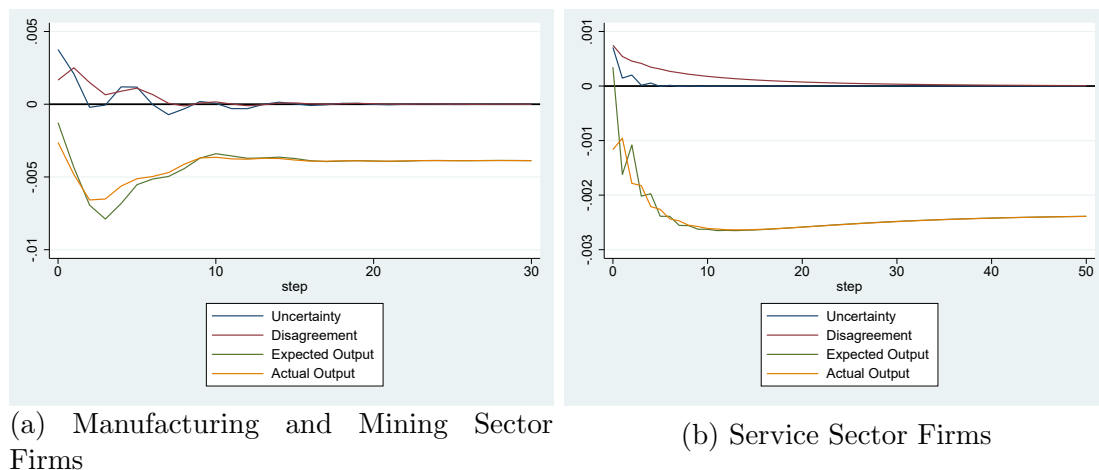 .005
0
-.005
-.01
0 10 20 30
step
Uncertainty
Disagreement
Expected Output
Actual Output
(a) Manufacturing and Mining Sector
Firms
.001
0
-.001
-.002
-.003
0 10 20 30 40 50
step
Uncertainty
Disagreement
Expected Output
Actual Output
(b) Service Sector Firms